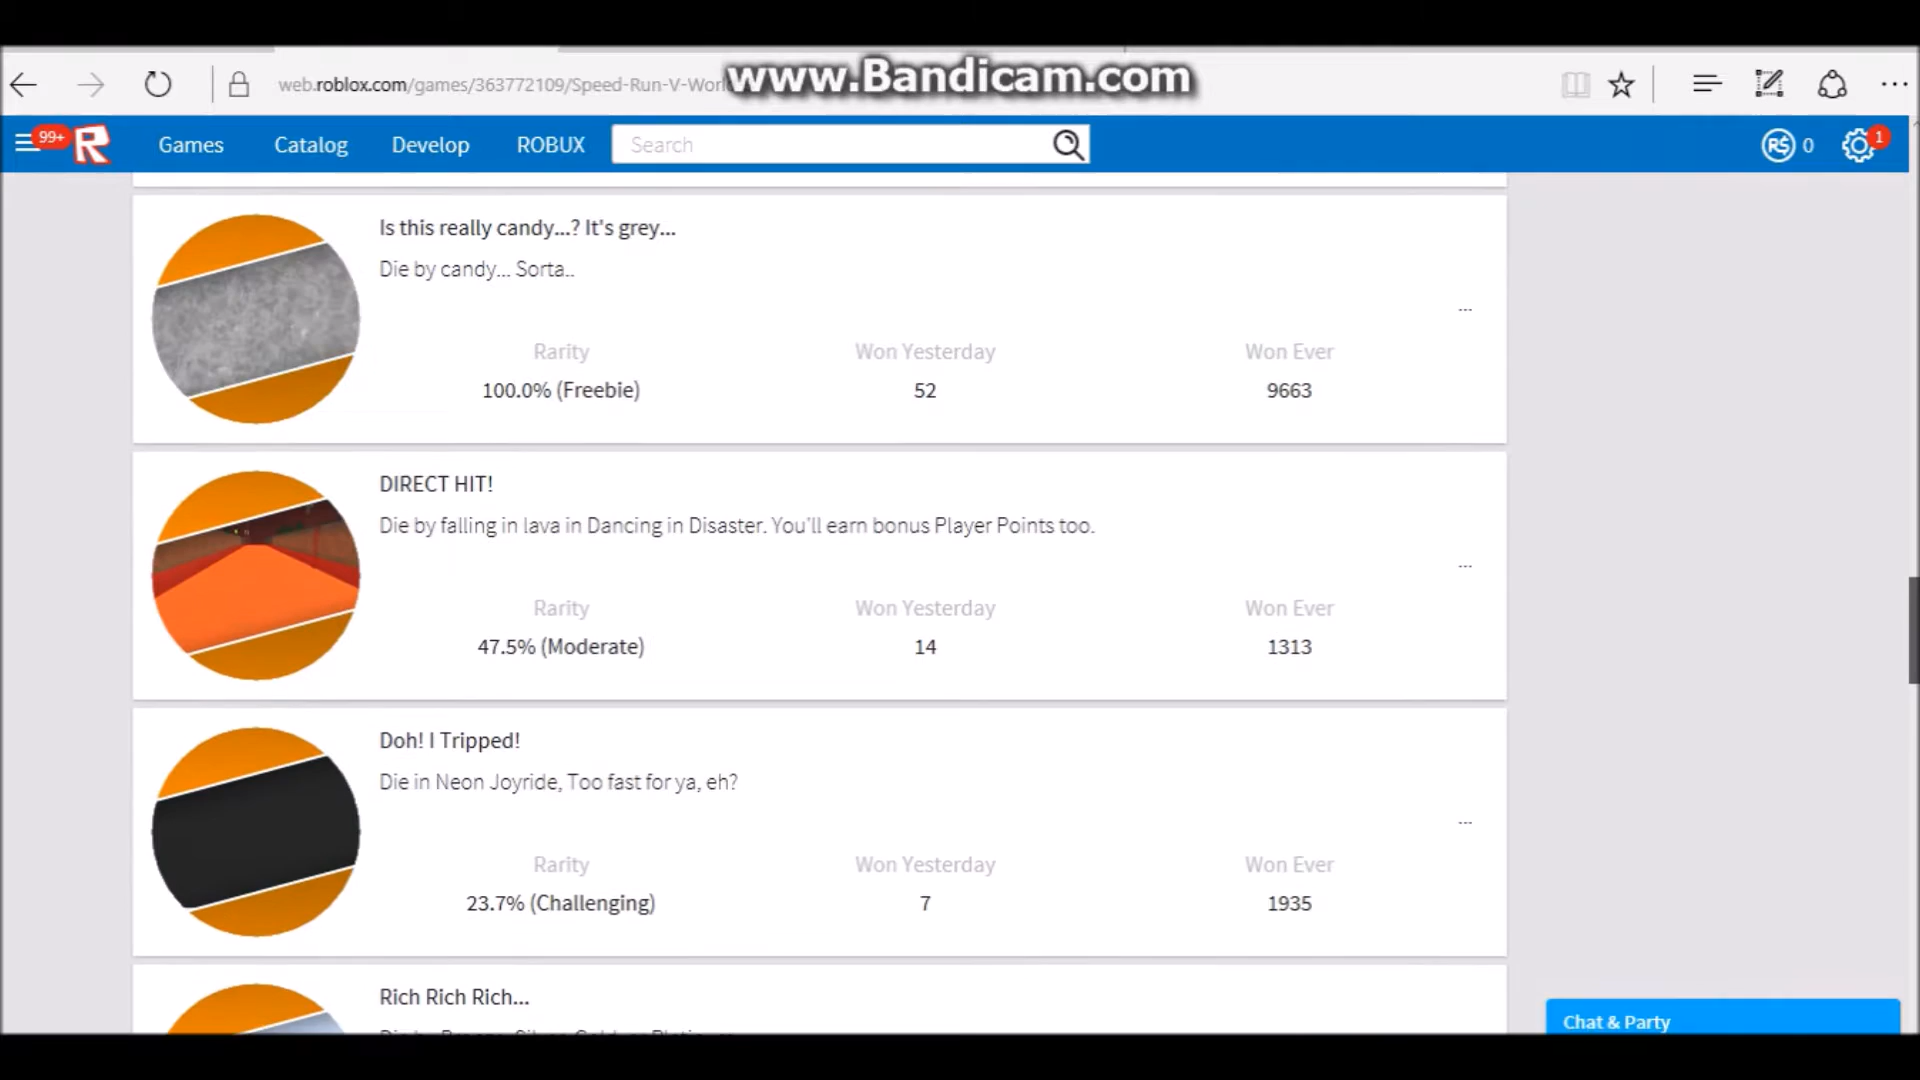 www.Bandicam.com
web.roblox.com/games/363772109/Speed-Run-V-Wor
99+
R
Games
Catalog
Develop
ROBUX
Search
R$ 0
1
Is this really candy...? It's grey...
Die by candy... Sorta..
...
Rarity Won Yesterday Won Ever
100.0% (Freebie) 52 9663
DIRECT HIT!
Die by falling in lava in Dancing in Disaster. You'll earn bonus Player Points too.
...
Rarity Won Yesterday Won Ever
47.5% (Moderate) 14 1313
Doh! I Tripped!
Die in Neon Joyride, Too fast for ya, eh?
...
Rarity Won Yesterday Won Ever
23.7% (Challenging) 7 1935
Rich Rich Rich...
Chat & Party